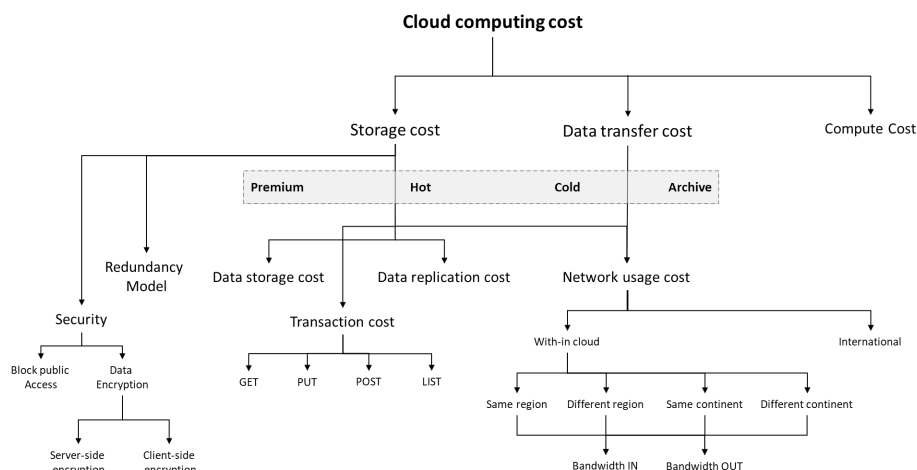 Cloud computing cost
Storage cost
Data transfer cost
Compute Cost
Premium
Hot
Cold
Archive
Redundancy
Model
Data storage cost
Data replication cost
Network usage cost
Security
Transaction cost
With-in cloud
International
Block public
Access
Data
Encryption
GET
PUT
POST
LIST
Same region
Different region
Same continent
Different continent
Server-side
encryption
Client-side
encryption
Bandwidth IN
Bandwidth OUT